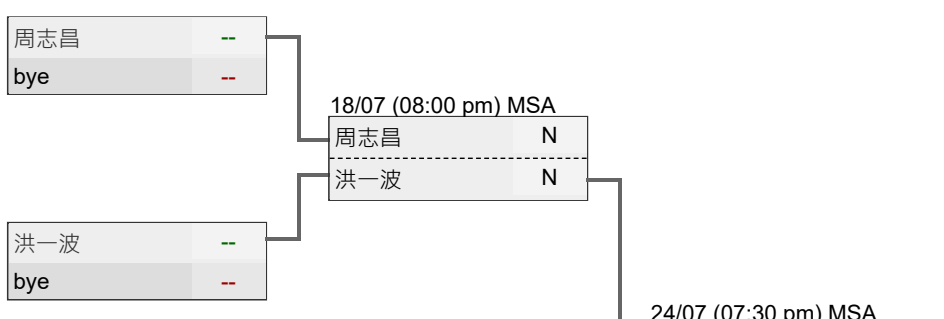 周志昌 --
bye --
18/07 (08:00 pm) MSA
周志昌 N
洪一波 N
洪一波 --
bye --
24/07 (07:30 pm) MSA